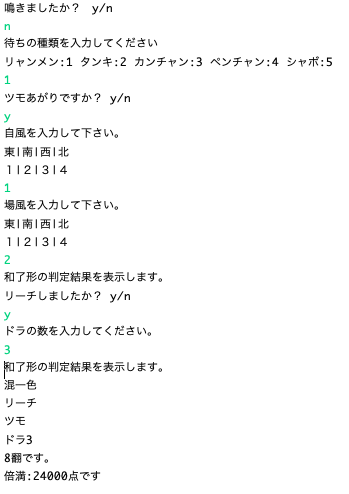 鳴きましたか？ y/n
n
待ちの種類を入力してください
リャンメン:1 タンキ:2 カンチャン:3 ペンチャン:4 シャボ:5
1
ツモあがりですか？ y/n
y
自風を入力して下さい。
東|南|西|北
１|２|３|４
1
場風を入力して下さい。
東|南|西|北
１|２|３|４
2
和了形の判定結果を表示します。
リーチしましたか？ y/n
y
ドラの数を入力してください。
3
和了形の判定結果を表示します。
混一色
リーチ
ツモ
ドラ3
8翻です。
倍満:24000点です